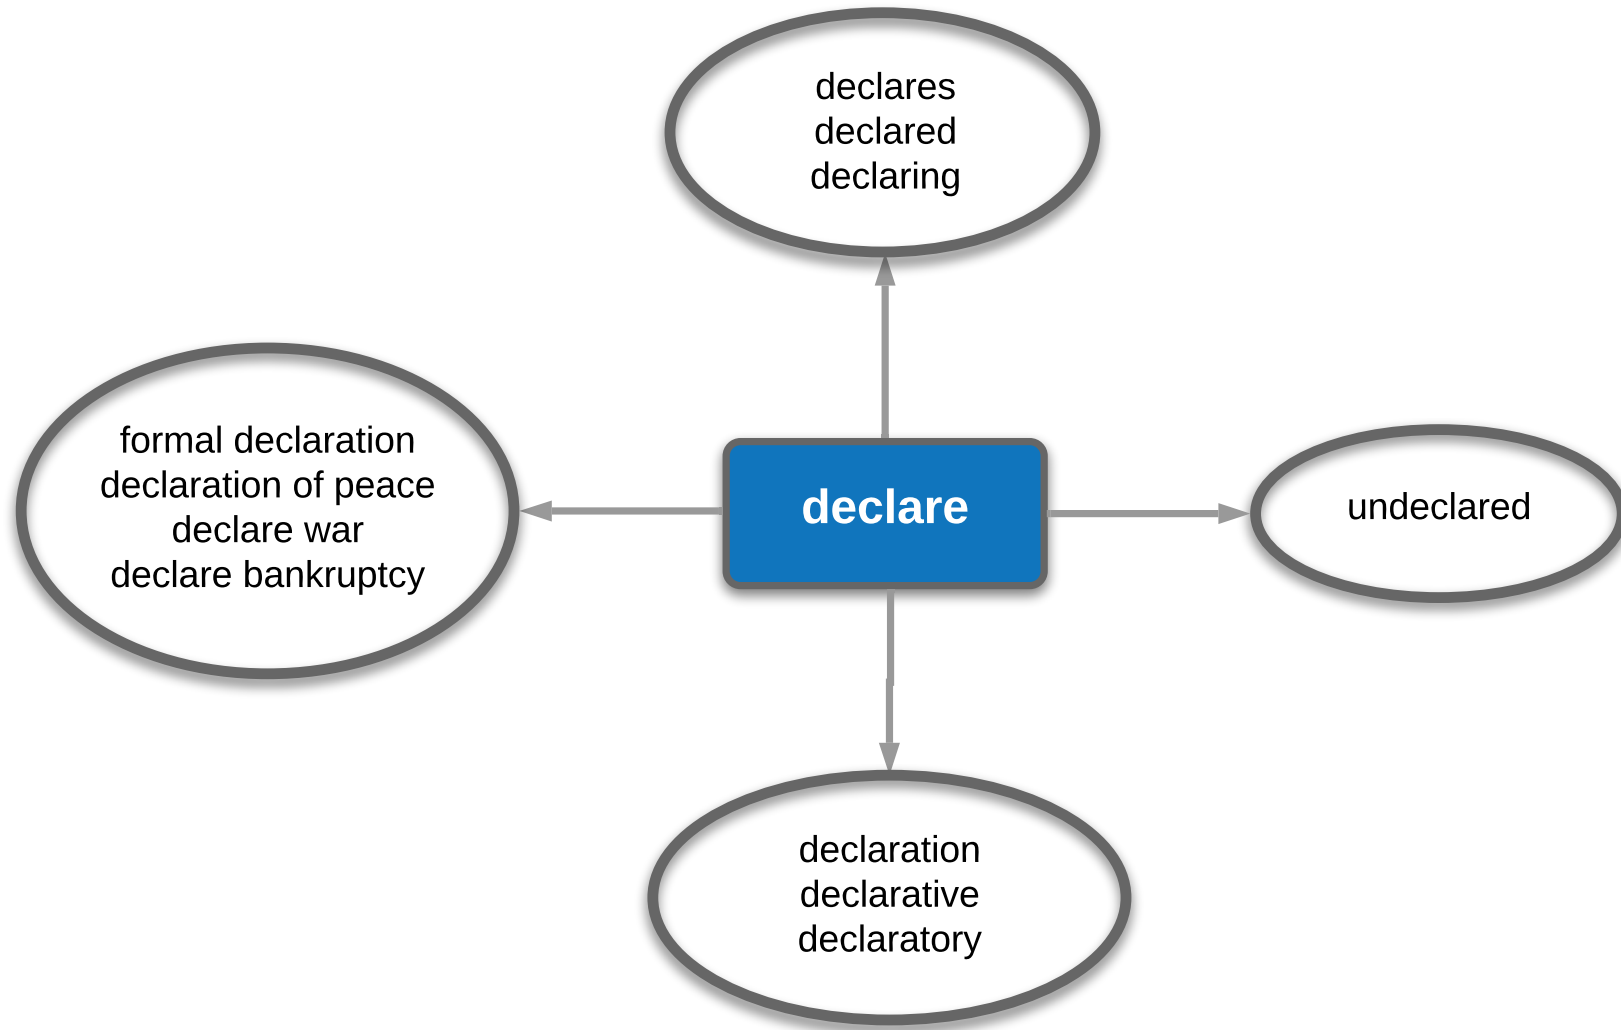 declares
declared
declaring
formal declaration
declaration of peace
declare war
declare bankruptcy
declare
undeclared
declaration
declarative
declaratory